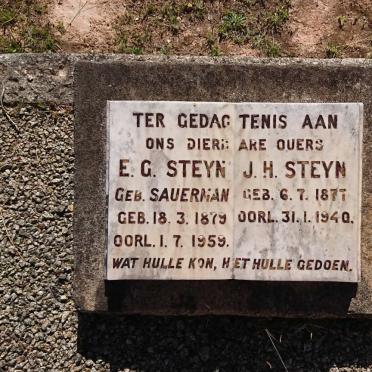 TER GEDAGTENIS AAN
ONS DIERBARE OUERS
E. G. STEYN J. H. STEYN
GEB. SAUERMAN GEB. 6. 7. 1877
GEB. 18. 3. 1879 OORL. 31. 1. 1940.
OORL. 1. 7. 1959.
WAT HULLE KON, HET HULLE GEDOEN.